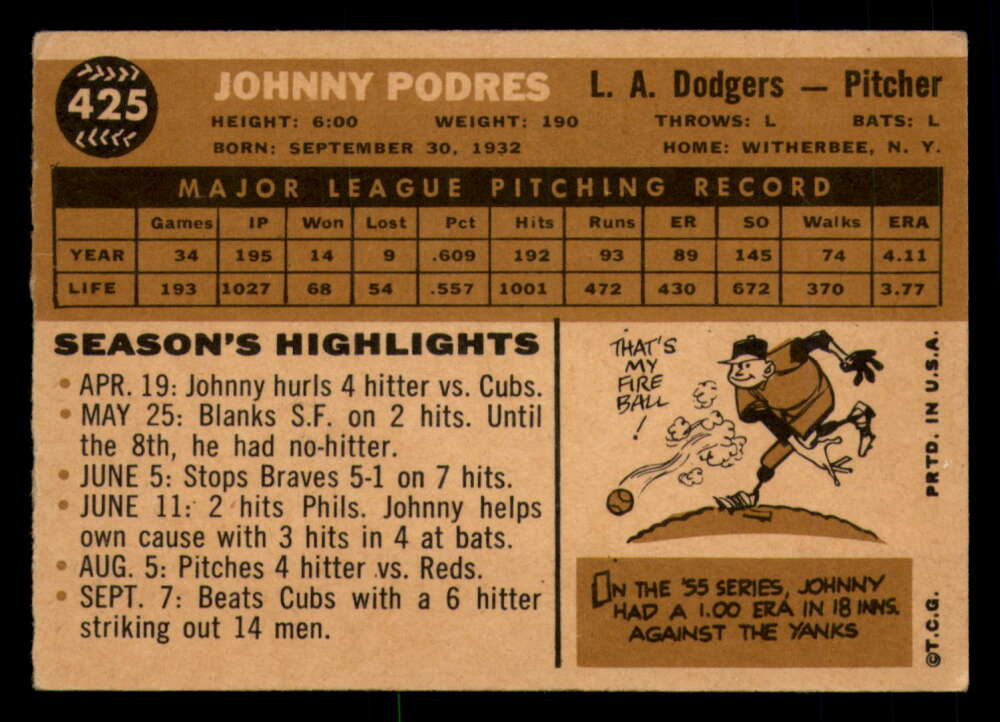 425
JOHNNY PODRES L. A. Dodgers — Pitcher
HEIGHT: 6:00 WEIGHT: 190 THROWS: L BATS: L
BORN: SEPTEMBER 30, 1932 HOME: WITHERBEE, N. Y.
MAJOR LEAGUE PITCHING RECORD
Games IP Won Lost Pct Hits Runs ER SO Walks ERA
YEAR 34 195 14 9 .609 192 93 89 145 74 4.11
LIFE 193 1027 68 54 .557 1001 472 430 672 370 3.77
SEASON'S HIGHLIGHTS
• APR. 19: Johnny hurls 4 hitter vs. Cubs.
• MAY 25: Blanks S.F. on 2 hits. Until
the 8th, he had no-hitter.
• JUNE 5: Stops Braves 5-1 on 7 hits.
• JUNE 11: 2 hits Phils. Johnny helps
own cause with 3 hits in 4 at bats.
• AUG. 5: Pitches 4 hitter vs. Reds.
• SEPT. 7: Beats Cubs with a 6 hitter
striking out 14 men.
THAT'S
MY
FIRE
BALL
!
ON THE '55 SERIES, JOHNNY
HAD A 1.00 ERA IN 18 INNS.
AGAINST THE YANKS
©T.C.G. PRTD. IN U.S.A.